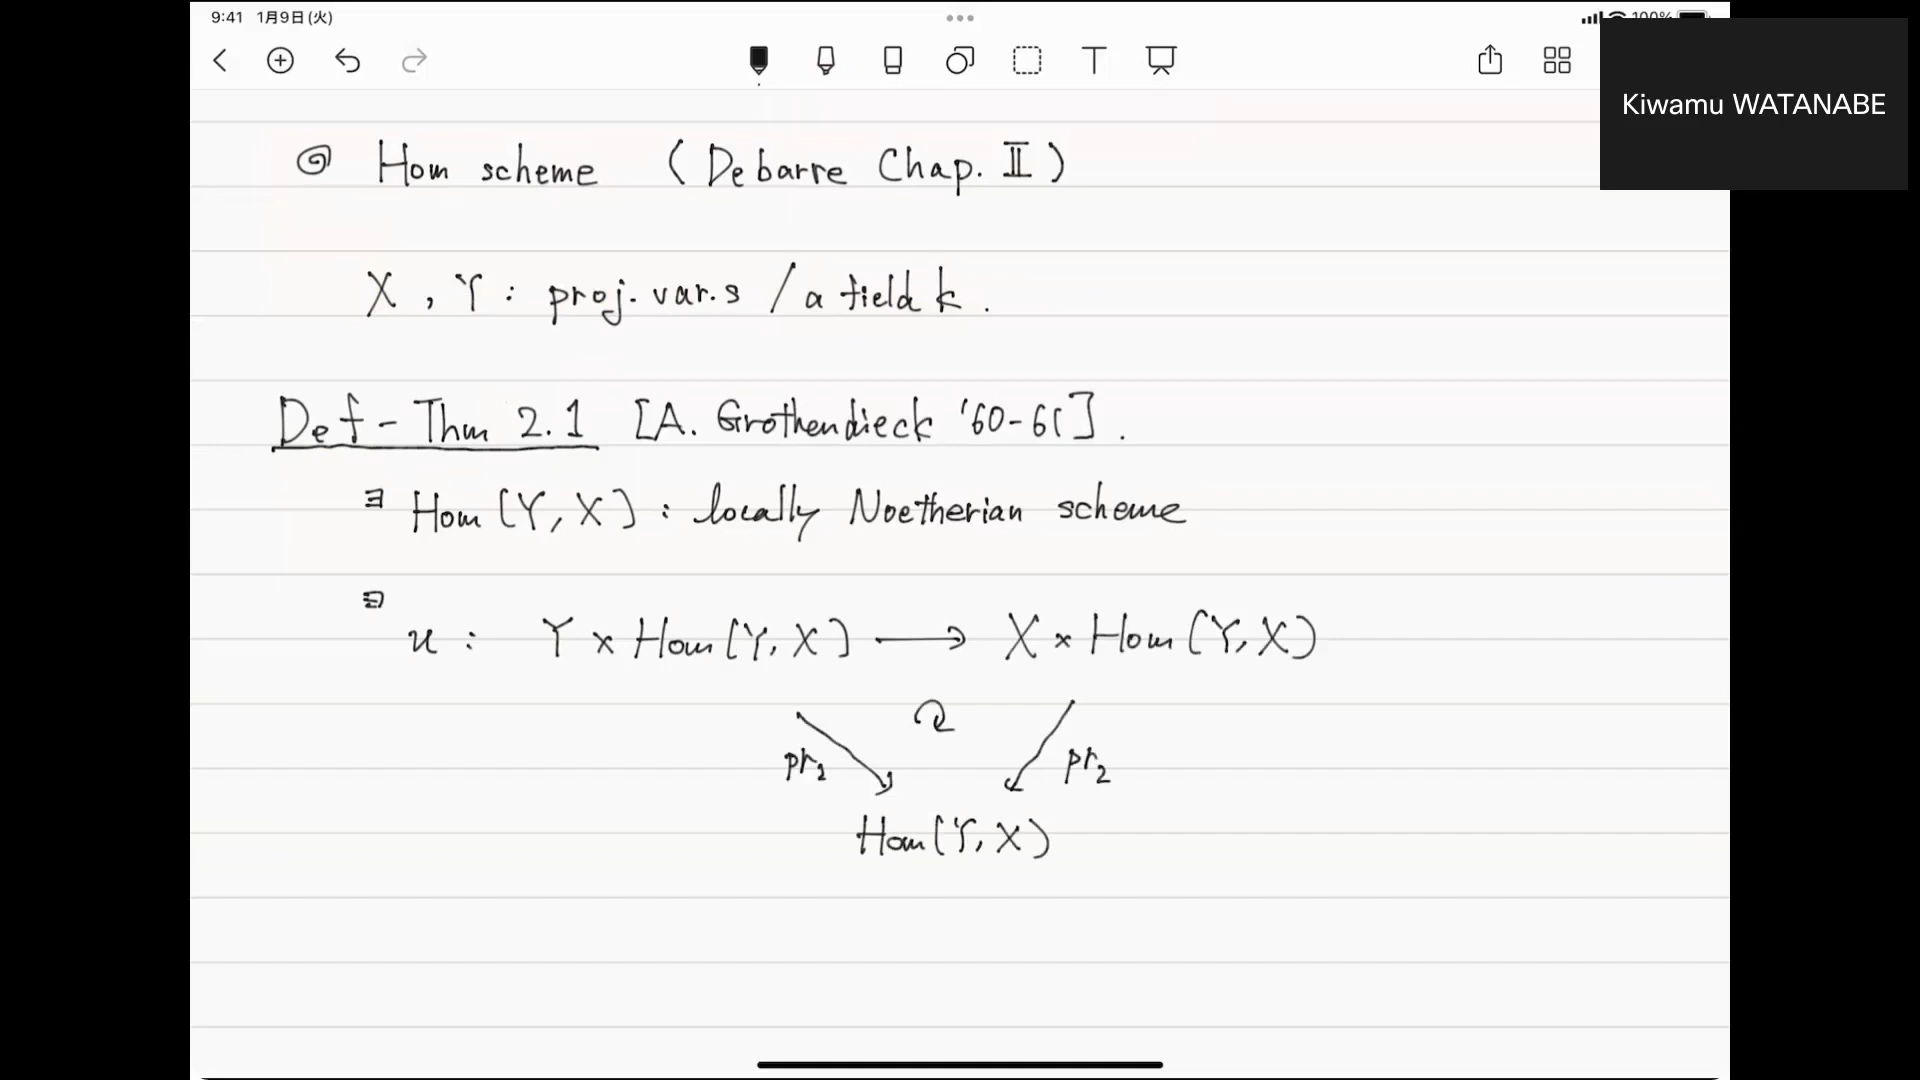 9:41 1月9日(火)
100%
T
Kiwamu WATANABE
◎ Hom scheme (Debarre Chap. II)
X, Y : proj. var.s / a field k.
Def - Thm 2.1 [A. Grothendieck '60-61].
∃ Hom (Y, X) : locally Noetherian scheme
∃
u : Y × Hom (Y, X) ⟶ X × Hom (Y, X)
pr₂ ↻ pr₂
Hom (Y, X)